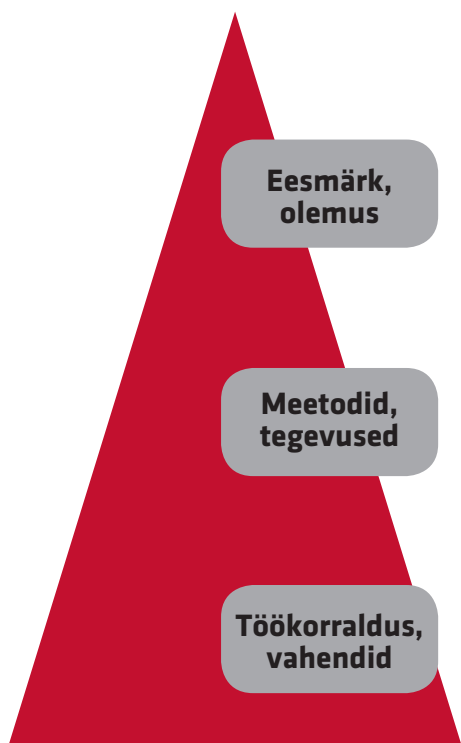 Eesmärk,
olemus
Meetodid,
tegevused
Töökorraldus,
vahendid